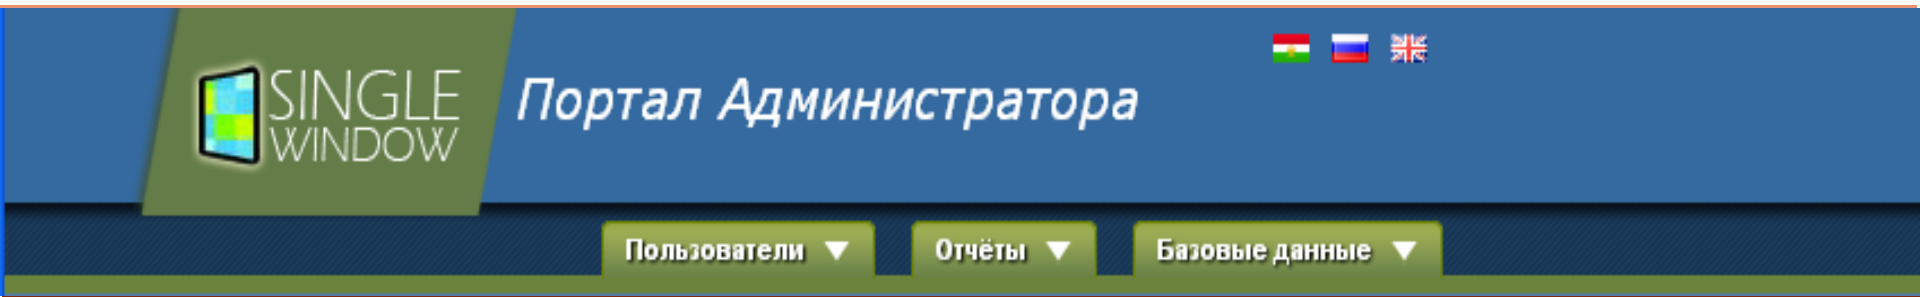 SINGLE
WINDOW
Портал Администратора
Пользователи
Отчёты
Базовые данные